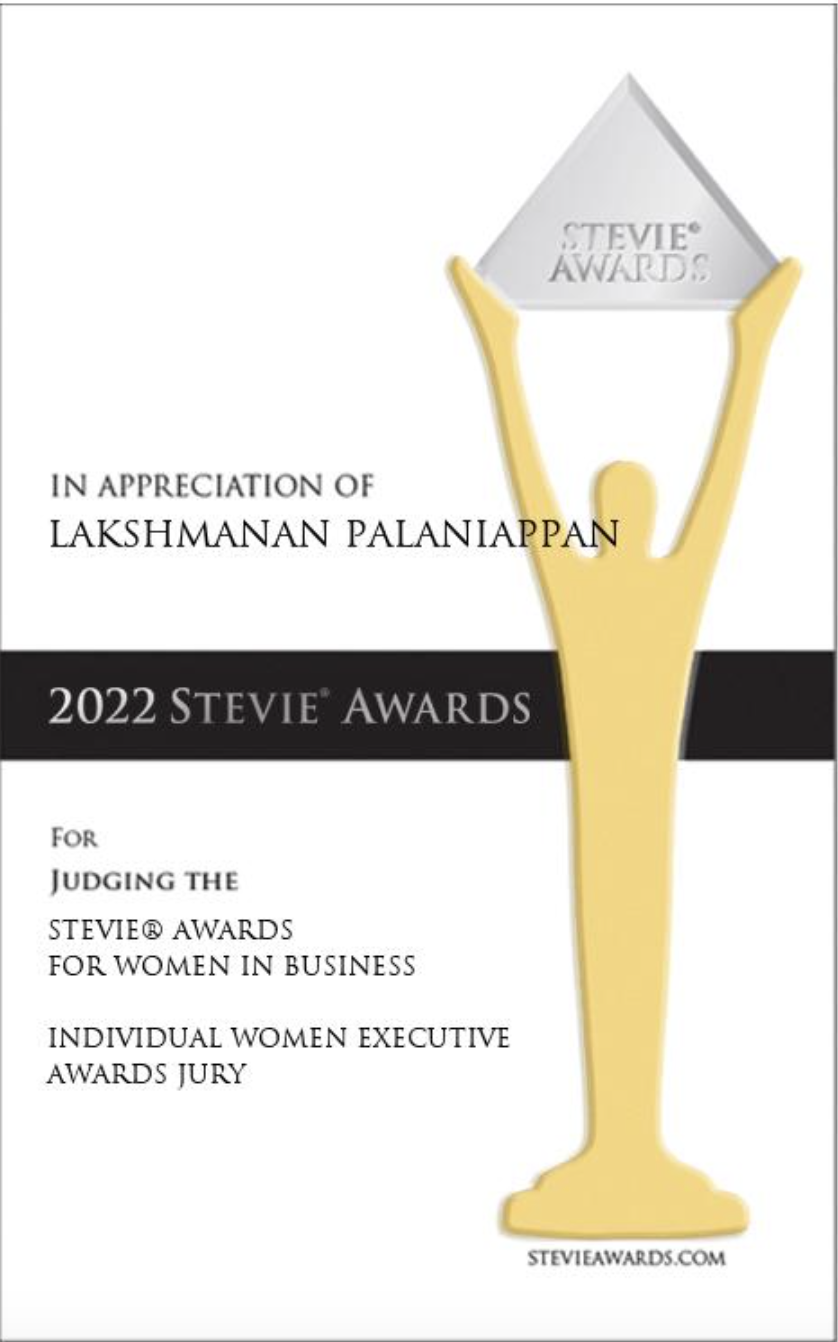 STEVIE®
AWARDS
IN APPRECIATION OF
LAKSHMANAN PALANIAPPAN
2022 STEVIE® AWARDS
FOR
JUDGING THE
STEVIE® AWARDS
FOR WOMEN IN BUSINESS
INDIVIDUAL WOMEN EXECUTIVE
AWARDS JURY
STEVIEAWARDS.COM